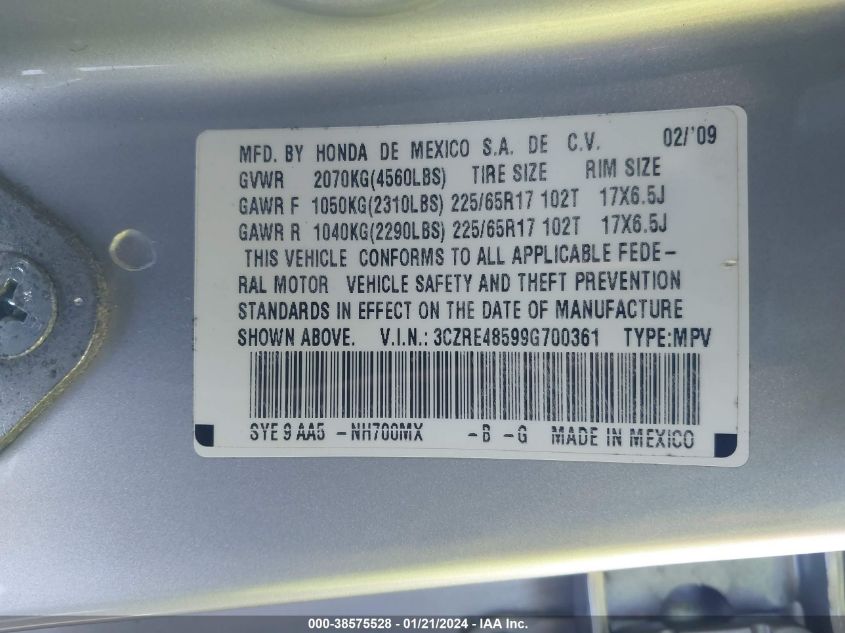 MFD. BY HONDA DE MEXICO S.A. DE C.V. 02/'09
GVWR 2070KG(4560LBS) TIRE SIZE RIM SIZE
GAWR F 1050KG(2310LBS) 225/65R17 102T 17X6.5J
GAWR R 1040KG(2290LBS) 225/65R17 102T 17X6.5J
THIS VEHICLE CONFORMS TO ALL APPLICABLE FEDE-
RAL MOTOR VEHICLE SAFETY AND THEFT PREVENTION
STANDARDS IN EFFECT ON THE DATE OF MANUFACTURE
SHOWN ABOVE. V.I.N.: 3CZRE48599G700361 TYPE:MPV
SYE 9 AA5 -NH700MX -B -G MADE IN MEXICO
000-38575528 - 01/21/2024 - IAA Inc.